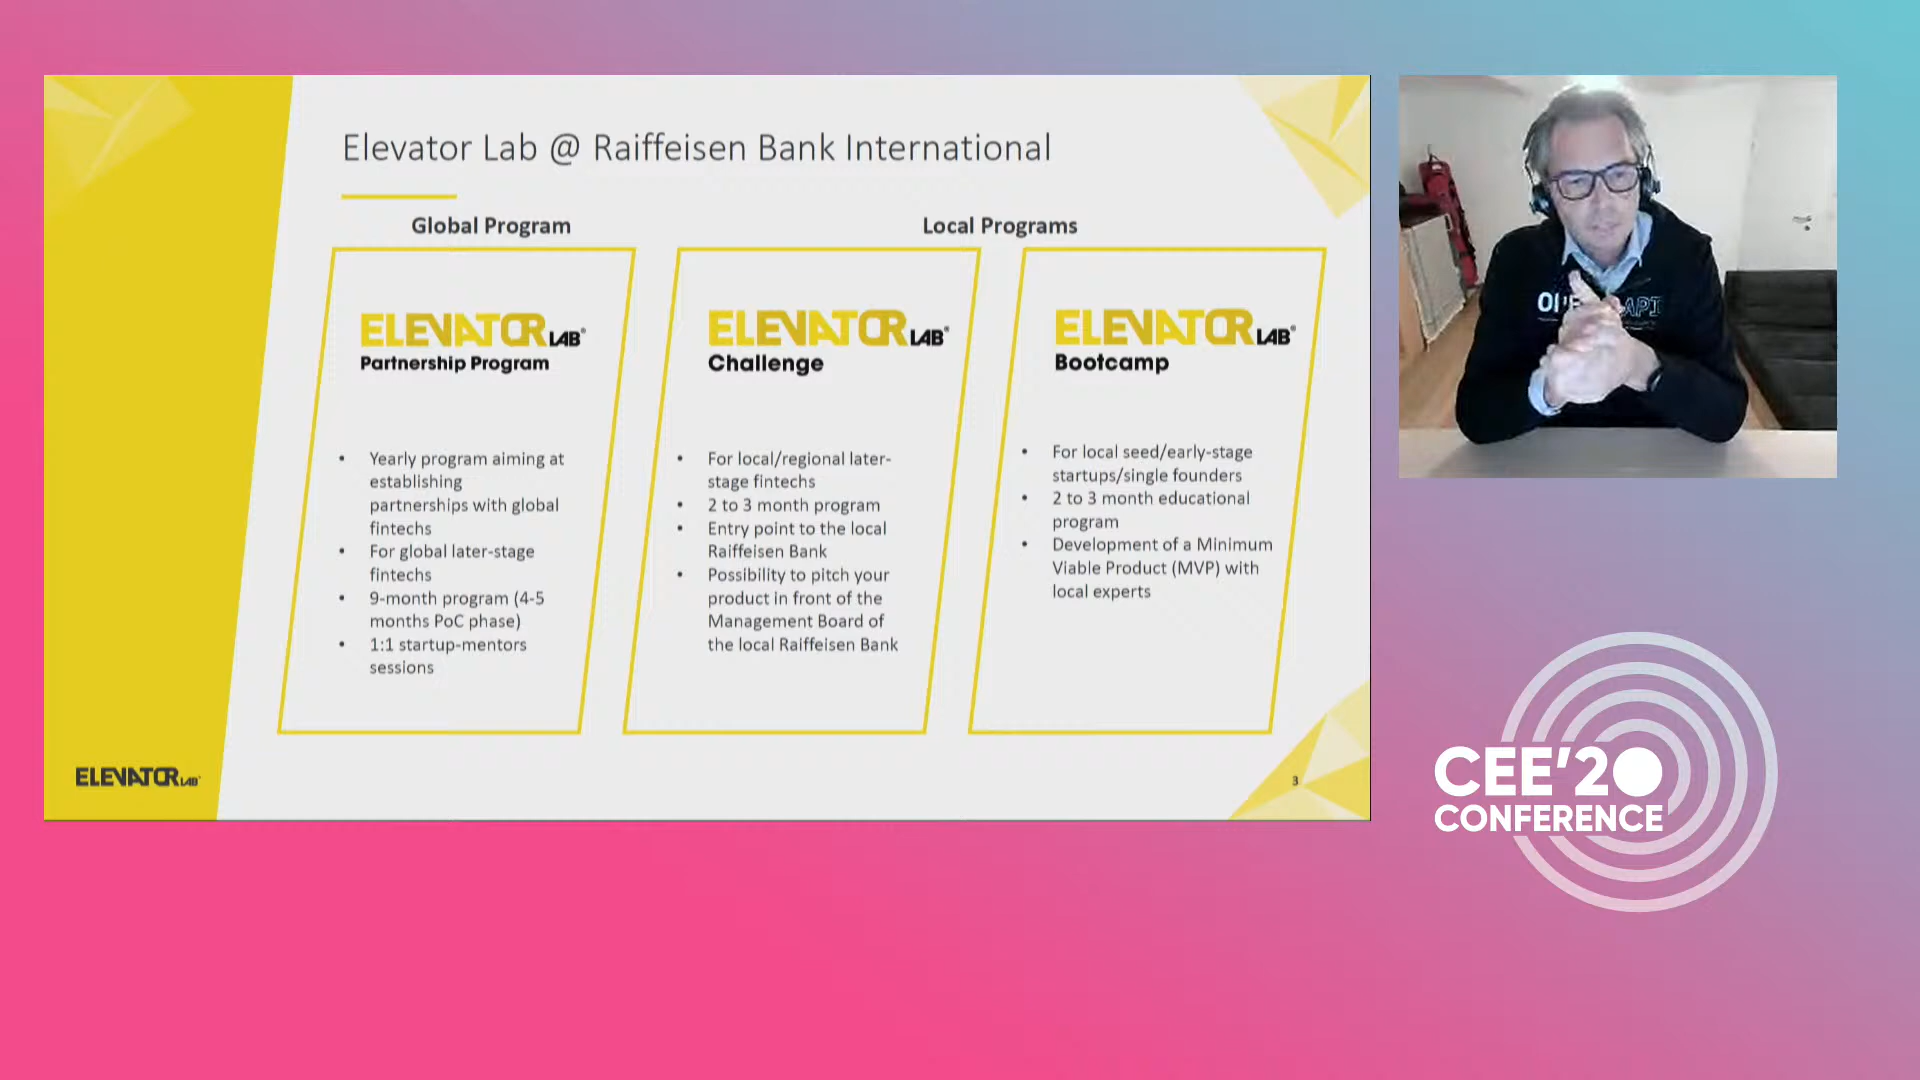 Elevator Lab @ Raiffeisen Bank International
Global Program
Local Programs
ELEVATOR LAB®
Partnership Program
• Yearly program aiming at
establishing
partnerships with global
fintechs
• For global later-stage
fintechs
• 9-month program (4-5
months PoC phase)
• 1:1 startup-mentors
sessions
ELEVATOR LAB®
Challenge
• For local/regional later-
stage fintechs
• 2 to 3 month program
• Entry point to the local
Raiffeisen Bank
• Possibility to pitch your
product in front of the
Management Board of
the local Raiffeisen Bank
ELEVATOR LAB®
Bootcamp
• For local seed/early-stage
startups/single founders
• 2 to 3 month educational
program
• Development of a Minimum
Viable Product (MVP) with
local experts
ELEVATOR LAB
3
CEE'20
CONFERENCE